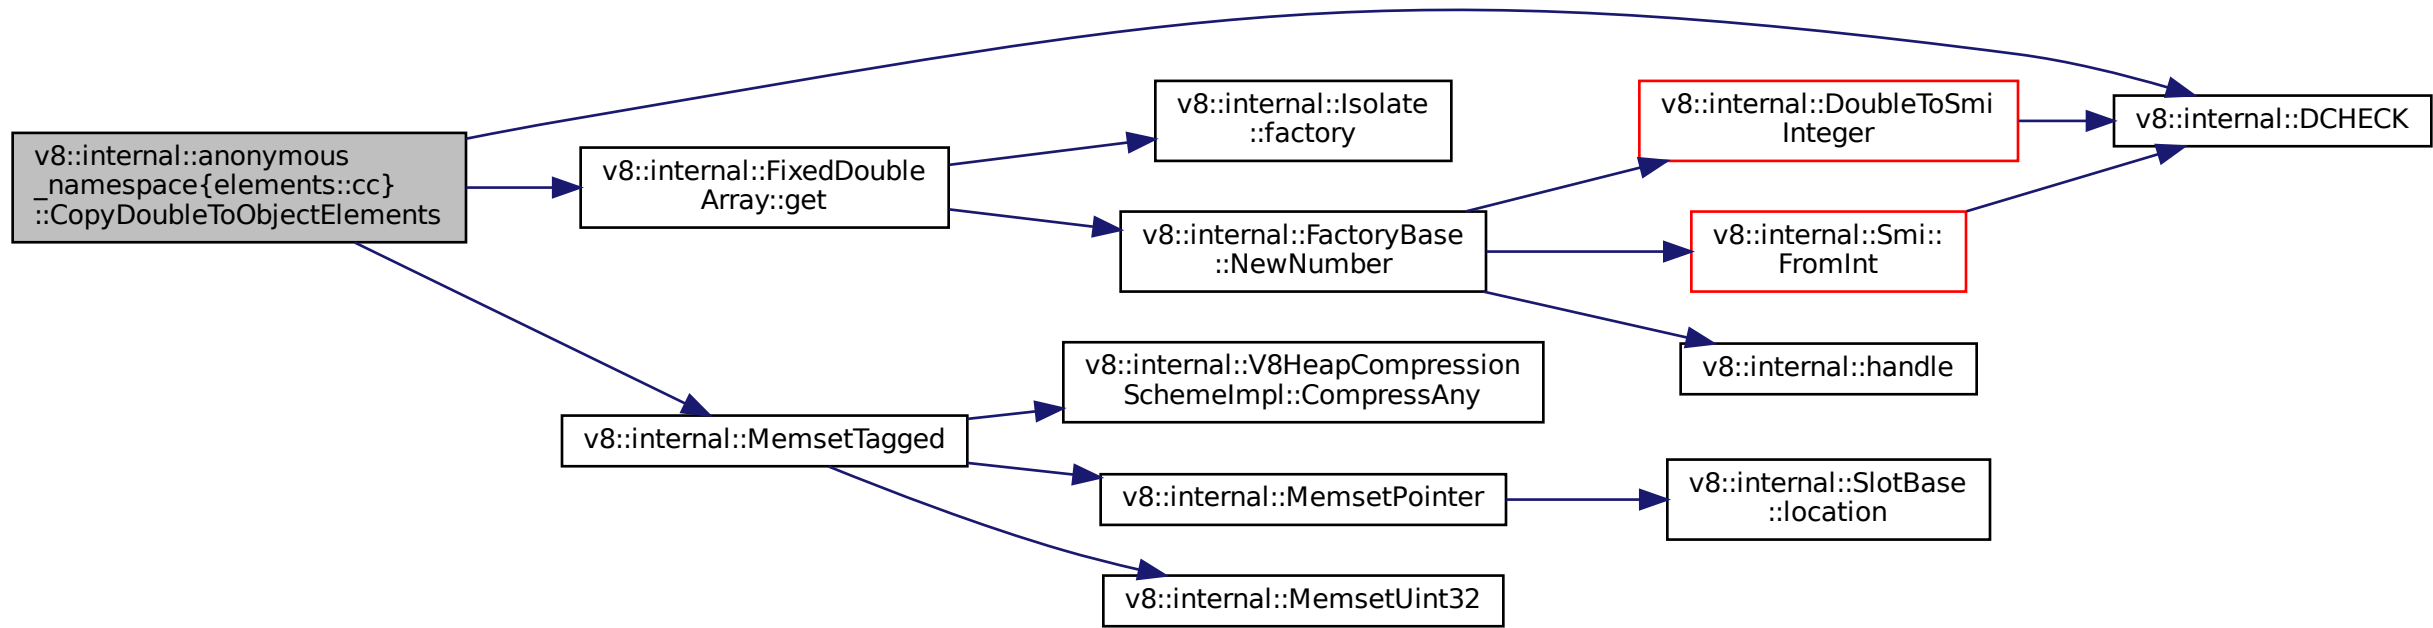 v8::internal::anonymous
_namespace{elements::cc}
::CopyDoubleToObjectElements
v8::internal::FixedDouble
Array::get
v8::internal::Isolate
::factory
v8::internal::FactoryBase
::NewNumber
v8::internal::DoubleToSmi
Integer
v8::internal::DCHECK
v8::internal::Smi::
FromInt
v8::internal::handle
v8::internal::MemsetTagged
v8::internal::V8HeapCompression
SchemeImpl::CompressAny
v8::internal::MemsetPointer
v8::internal::SlotBase
::location
v8::internal::MemsetUint32